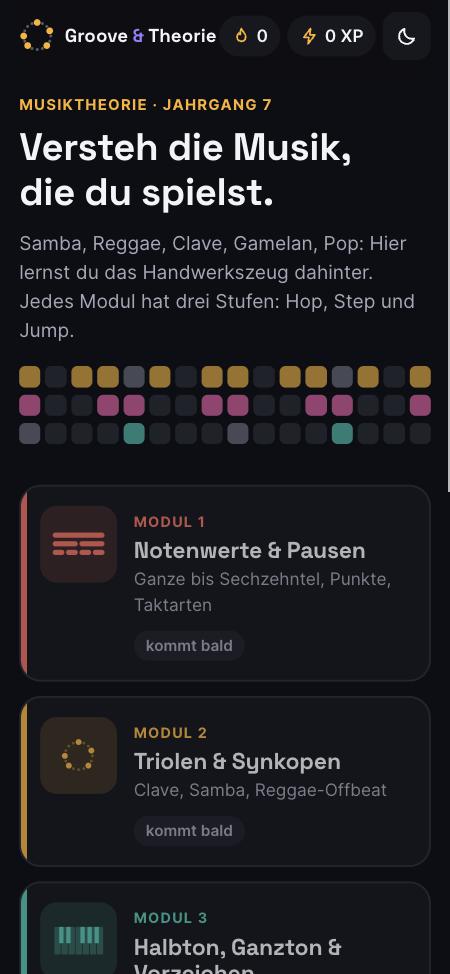 Groove & Theorie
0
0 XP
MUSIKTHEORIE · JAHRGANG 7
Versteh die Musik,
die du spielst.
Samba, Reggae, Clave, Gamelan, Pop: Hier
lernst du das Handwerkszeug dahinter.
Jedes Modul hat drei Stufen: Hop, Step und
Jump.
MODUL 1
Notenwerte & Pausen
Ganze bis Sechzehntel, Punkte,
Taktarten
kommt bald
MODUL 2
Triolen & Synkopen
Clave, Samba, Reggae-Offbeat
kommt bald
MODUL 3
Halbton, Ganzton &
Vorzeichen